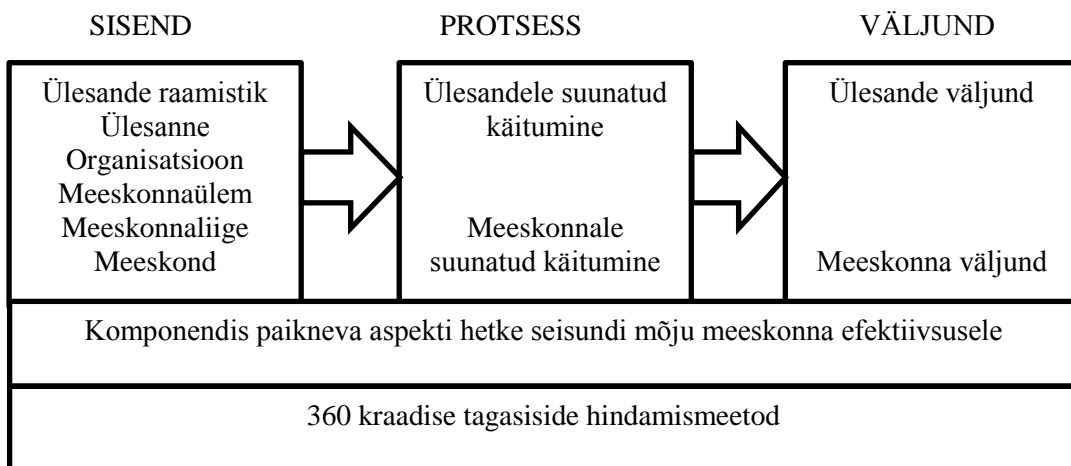 SISEND
PROTSESS
VÄLJUND
Ülesande raamistik
Ülesanne
Organisatsioon
Meeskonnaülem
Meeskonnaliige
Meeskond
Ülesandele suunatud
käitumine
Meeskonnale
suunatud käitumine
Ülesande väljund
Meeskonna väljund
Komponendis paikneva aspekti hetke seisundi mõju meeskonna efektiivsusele
360 kraadise tagasiside hindamismeetod